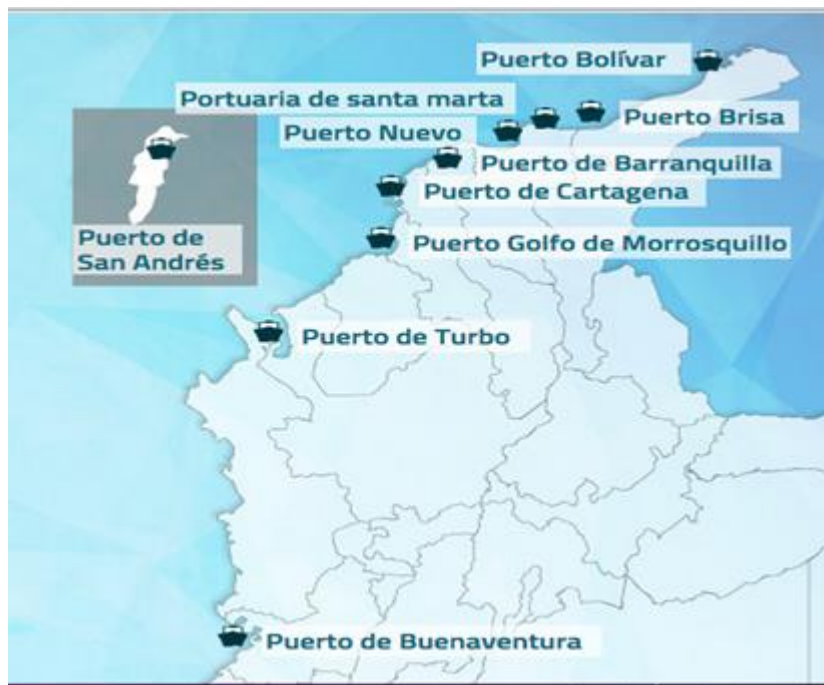 Puerto Bolívar
Portuaria de santa marta
Puerto Brisa
Puerto Nuevo
Puerto de Barranquilla
Puerto de Cartagena
Puerto de
San Andrés
Puerto Golfo de Morrosquillo
Puerto de Turbo
Puerto de Buenaventura